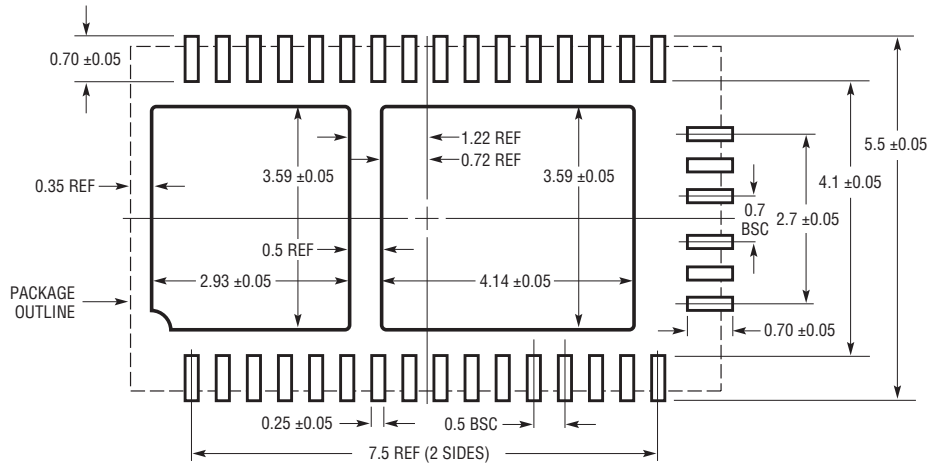 0.70 ±0.05
1.22 REF
0.72 REF
5.5 ±0.05
0.35 REF
3.59 ±0.05
3.59 ±0.05
4.1 ±0.05
0.7
BSC
2.7 ±0.05
0.5 REF
2.93 ±0.05
4.14 ±0.05
PACKAGE
OUTLINE
0.70 ±0.05
0.25 ±0.05
0.5 BSC
7.5 REF (2 SIDES)